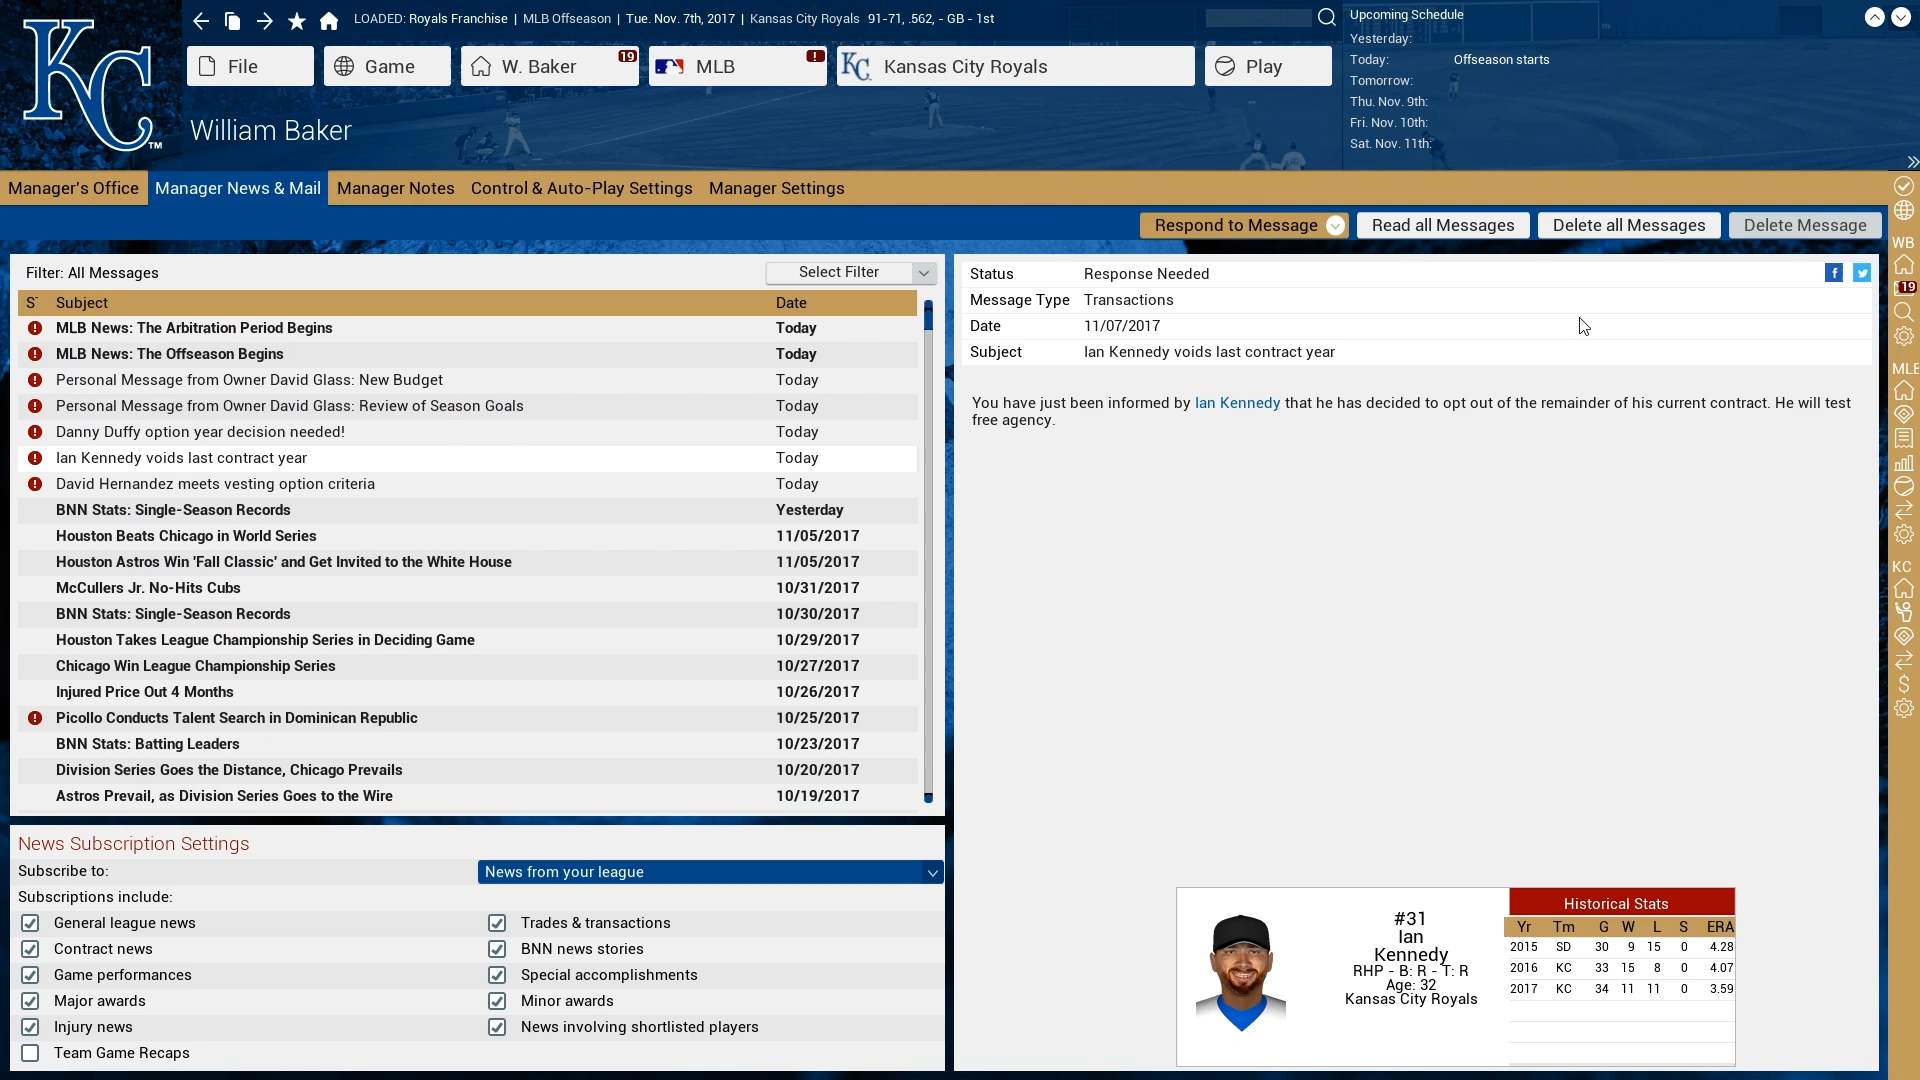 LOADED: Royals Franchise | MLB Offseason | Tue. Nov. 7th, 2017 | Kansas City Royals 91-71, .562, - GB - 1st
Upcoming Schedule
Yesterday:
Today: Offseason starts
Tomorrow:
Thu. Nov. 9th:
Fri. Nov. 10th:
Sat. Nov. 11th:
KC
TM
File
Game
W. Baker 19
MLB !
KC Kansas City Royals
Play
William Baker
Manager's Office
Manager News & Mail
Manager Notes
Control & Auto-Play Settings
Manager Settings
Respond to Message
Read all Messages
Delete all Messages
Delete Message
Filter: All Messages
Select Filter
Subject Date
! MLB News: The Arbitration Period Begins Today
! MLB News: The Offseason Begins Today
! Personal Message from Owner David Glass: New Budget Today
! Personal Message from Owner David Glass: Review of Season Goals Today
! Danny Duffy option year decision needed! Today
! Ian Kennedy voids last contract year Today
! David Hernandez meets vesting option criteria Today
BNN Stats: Single-Season Records Yesterday
Houston Beats Chicago in World Series 11/05/2017
Houston Astros Win 'Fall Classic' and Get Invited to the White House 11/05/2017
McCullers Jr. No-Hits Cubs 10/31/2017
BNN Stats: Single-Season Records 10/30/2017
Houston Takes League Championship Series in Deciding Game 10/29/2017
Chicago Win League Championship Series 10/27/2017
Injured Price Out 4 Months 10/26/2017
! Picollo Conducts Talent Search in Dominican Republic 10/25/2017
BNN Stats: Batting Leaders 10/23/2017
Division Series Goes the Distance, Chicago Prevails 10/20/2017
Astros Prevail, as Division Series Goes to the Wire 10/19/2017
News Subscription Settings
Subscribe to: News from your league
Subscriptions include:
General league news Trades & transactions
Contract news BNN news stories
Game performances Special accomplishments
Major awards Minor awards
Injury news News involving shortlisted players
Team Game Recaps
Status Response Needed
Message Type Transactions
Date 11/07/2017
Subject Ian Kennedy voids last contract year
You have just been informed by Ian Kennedy that he has decided to opt out of the remainder of his current contract. He will test
free agency.
#31
Ian
Kennedy
RHP - B: R - T: R
Age: 32
Kansas City Royals
Historical Stats
Yr Tm G W L S ERA
2015 SD 30 9 15 0 4.28
2016 KC 33 15 8 0 4.07
2017 KC 34 11 11 0 3.59
WB
19
KC